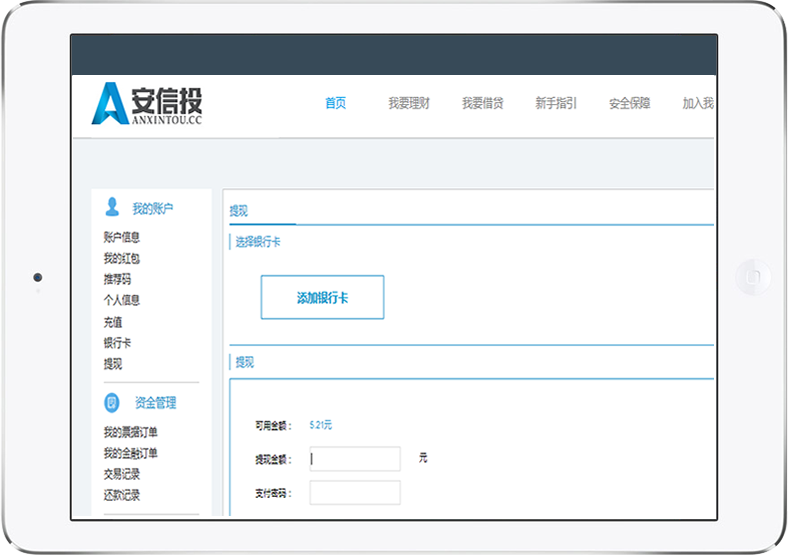 安信投
ANXINTOU.CC
首页 我要理财 我要借贷 新手指引 安全保障 加入我
我的账户
账户信息
我的红包
推荐码
个人信息
充值
银行卡
提现
资金管理
我的票据订单
我的金融订单
交易记录
还款记录
提现
选择银行卡
添加银行卡
提现
可用金额： 5.21元
提现金额： 元
支付密码：